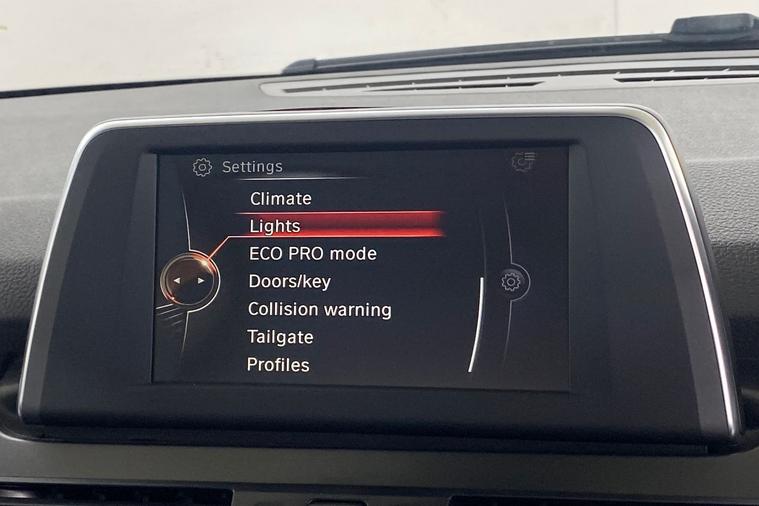 Settings
Climate
Lights
ECO PRO mode
Doors/key
Collision warning
Tailgate
Profiles